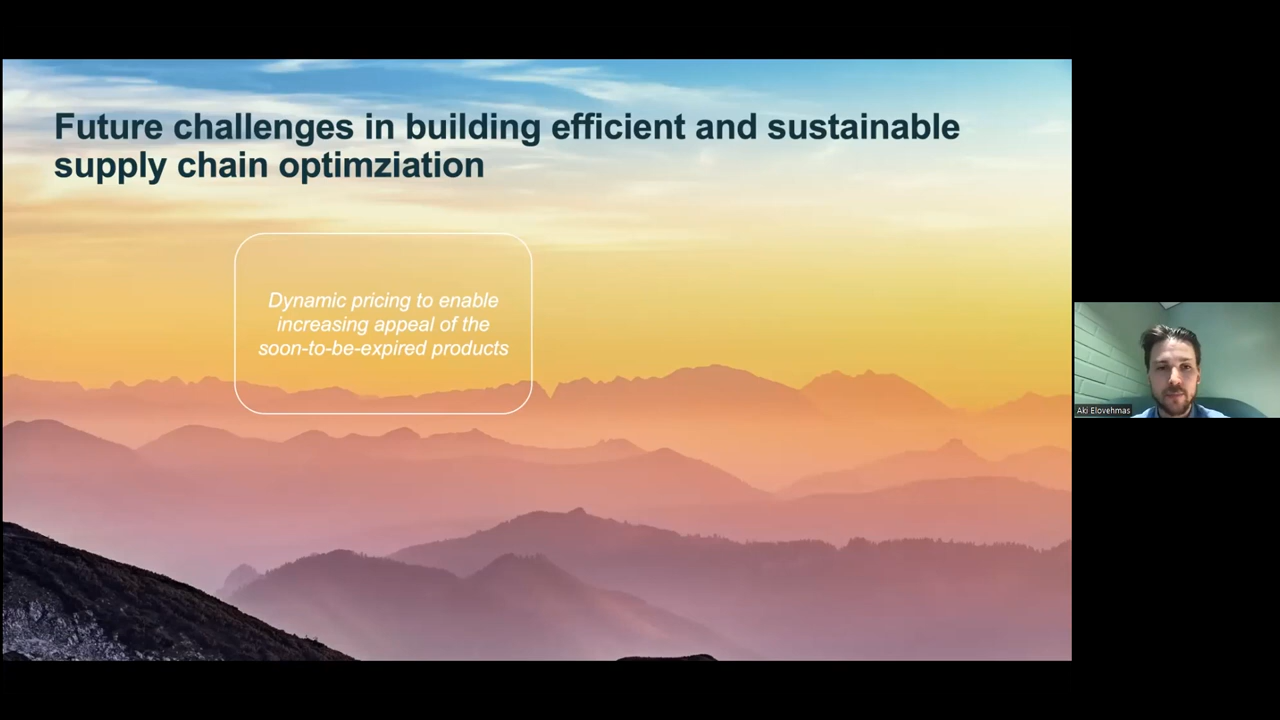 Future challenges in building efficient and sustainable
supply chain optimziation
Dynamic pricing to enable
increasing appeal of the
soon-to-be-expired products
Aki Elovehmas